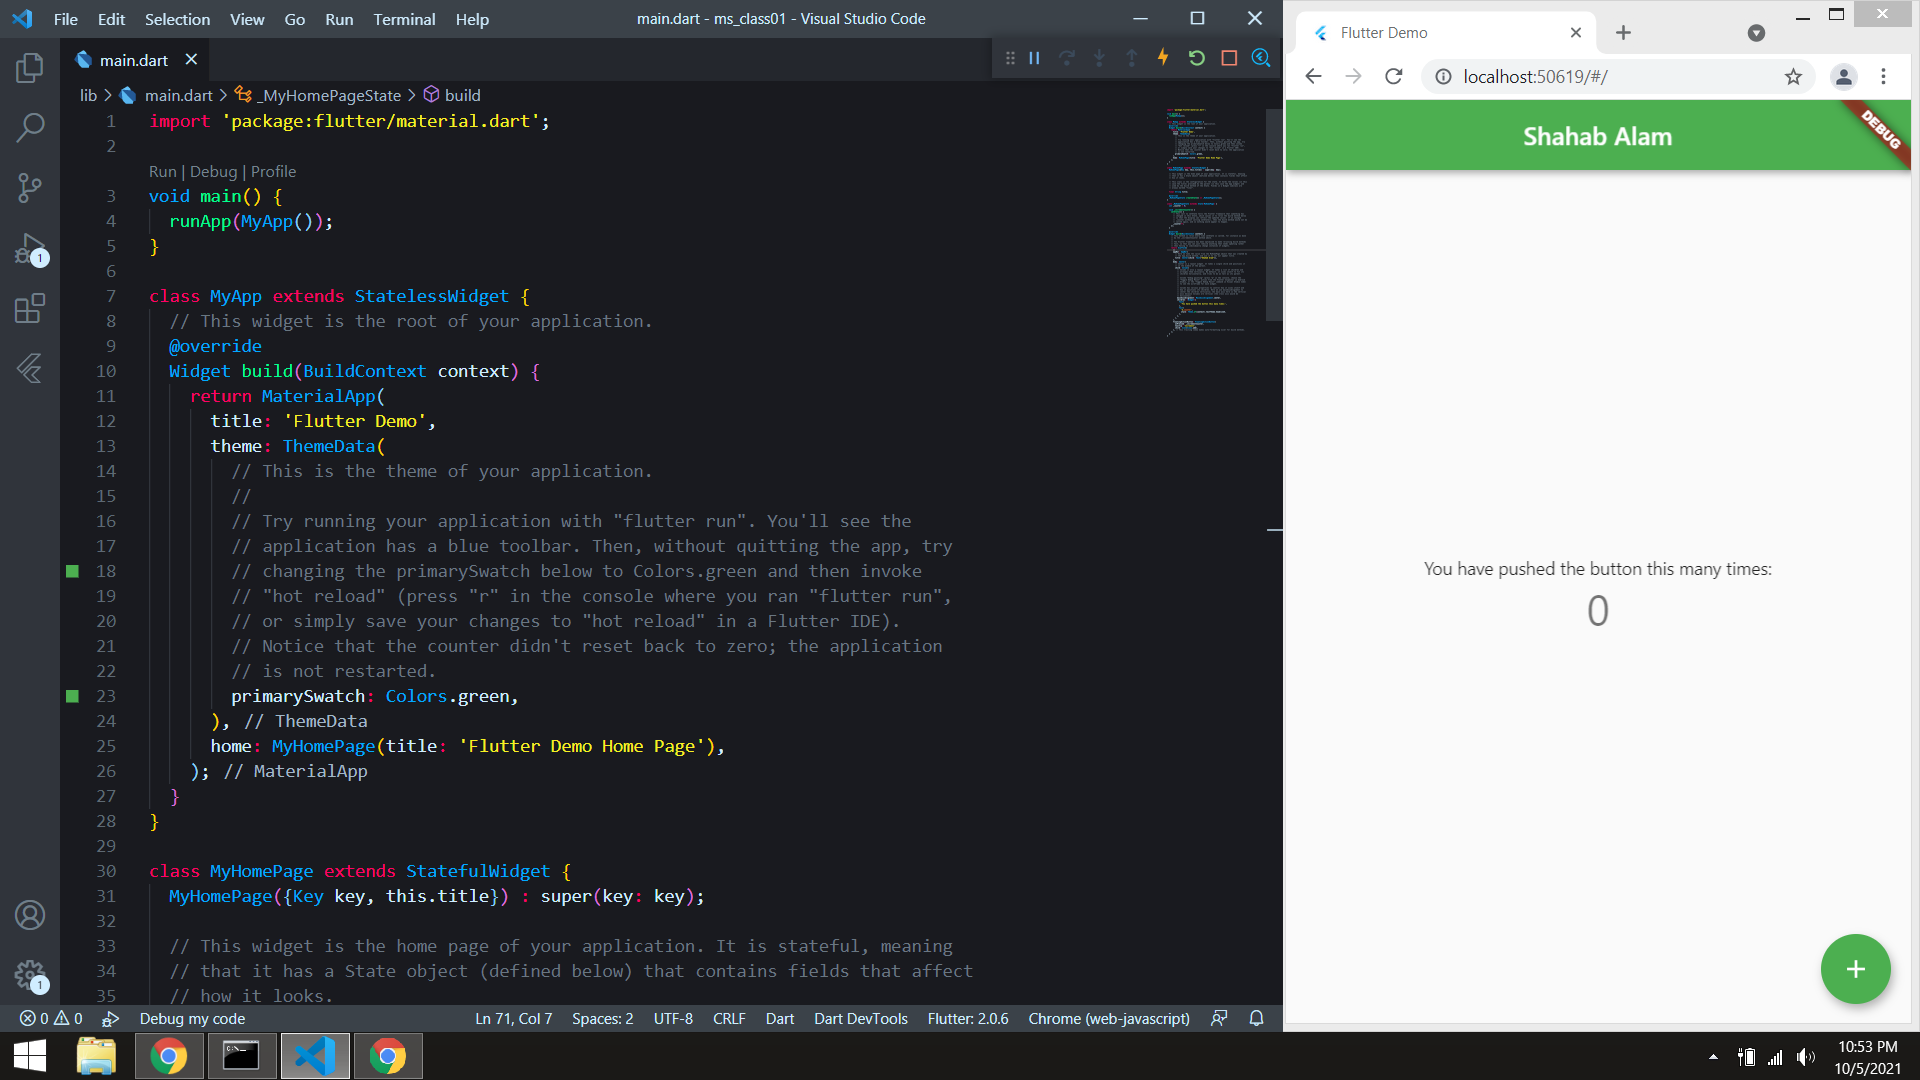 File Edit Selection View Go Run Terminal Help
main.dart - ms_class01 - Visual Studio Code
main.dart
lib > main.dart > _MyHomePageState > build
1 import 'package:flutter/material.dart';
2
Run | Debug | Profile
3 void main() {
4 runApp(MyApp());
5 }
6
7 class MyApp extends StatelessWidget {
8 // This widget is the root of your application.
9 @override
10 Widget build(BuildContext context) {
11 return MaterialApp(
12 title: 'Flutter Demo',
13 theme: ThemeData(
14 // This is the theme of your application.
15 //
16 // Try running your application with "flutter run". You'll see the
17 // application has a blue toolbar. Then, without quitting the app, try
18 // changing the primarySwatch below to Colors.green and then invoke
19 // "hot reload" (press "r" in the console where you ran "flutter run",
20 // or simply save your changes to "hot reload" in a Flutter IDE).
21 // Notice that the counter didn't reset back to zero; the application
22 // is not restarted.
23 primarySwatch: Colors.green,
24 ), // ThemeData
25 home: MyHomePage(title: 'Flutter Demo Home Page'),
26 ); // MaterialApp
27 }
28 }
29
30 class MyHomePage extends StatefulWidget {
31 MyHomePage({Key key, this.title}) : super(key: key);
32
33 // This widget is the home page of your application. It is stateful, meaning
34 // that it has a State object (defined below) that contains fields that affect
35 // how it looks.
1
1
0 0 Debug my code Ln 71, Col 7 Spaces: 2 UTF-8 CRLF Dart Dart DevTools Flutter: 2.0.6 Chrome (web-javascript)
Flutter Demo
localhost:50619/#/
Shahab Alam
DEBUG
You have pushed the button this many times:
0
+
10:53 PM
10/5/2021